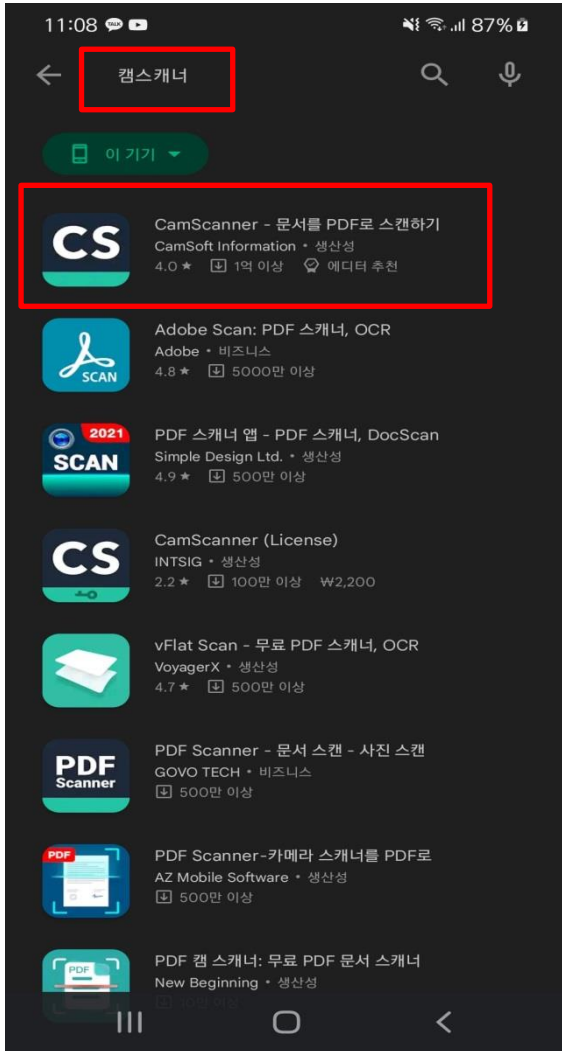 11:08 TALK 87%
캠스캐너
이 기기
CS
CamScanner - 문서를 PDF로 스캔하기
CamSoft Information • 생산성
4.0 ★ 1억 이상 에디터 추천
SCAN
Adobe Scan: PDF 스캐너, OCR
Adobe • 비즈니스
4.8 ★ 5000만 이상
2021
SCAN
PDF 스캐너 앱 - PDF 스캐너, DocScan
Simple Design Ltd. • 생산성
4.9 ★ 500만 이상
CS
CamScanner (License)
INTSIG • 생산성
2.2 ★ 100만 이상 ₩2,200
vFlat Scan - 무료 PDF 스캐너, OCR
VoyagerX • 생산성
4.7 ★ 500만 이상
PDF
Scanner
PDF Scanner - 문서 스캔 - 사진 스캔
GOVO TECH • 비즈니스
500만 이상
PDF
PDF Scanner-카메라 스캐너를 PDF로
AZ Mobile Software • 생산성
500만 이상
PDF
PDF 캠 스캐너: 무료 PDF 문서 스캐너
New Beginning • 생산성